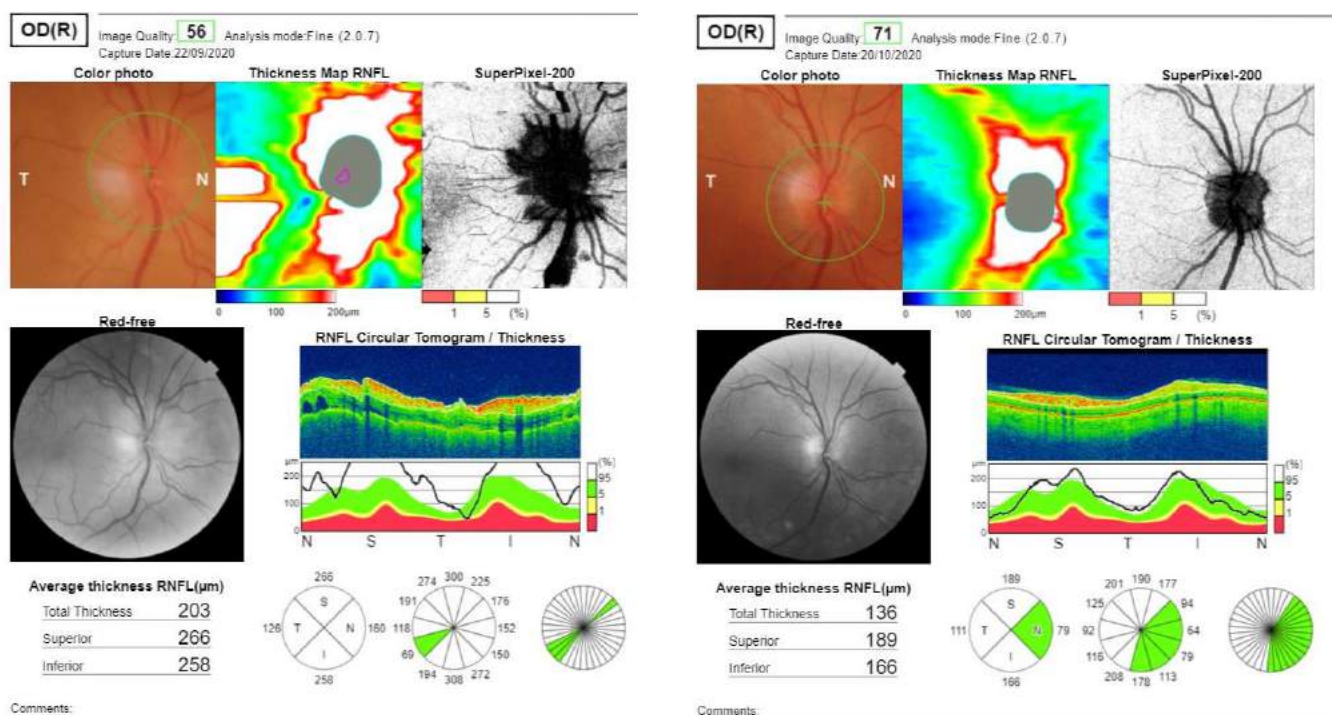 OD(R)
Image Quality: 56 Analysis mode:Fine (2.0.7)
Capture Date:22/09/2020
Color photo Thickness Map RNFL SuperPixel-200
T N
0 100 200µm
1 5 (%)
Red-free
RNFL Circular Tomogram / Thickness
µm
200
100
0
(%)
95
5
1
N S T I N
Average thickness RNFL(µm)
Total Thickness 203
Superior 266
Inferior 258
266
S
126 T N 160
I
258
274 300 225
191 176
118 152
69 150
194 308 272
Comments:
OD(R)
Image Quality: 71 Analysis mode:Fine (2.0.7)
Capture Date:20/10/2020
Color photo Thickness Map RNFL SuperPixel-200
T N
0 100 200µm
1 5 (%)
Red-free
RNFL Circular Tomogram / Thickness
µm
200
100
0
(%)
95
5
1
N S T I N
Average thickness RNFL(µm)
Total Thickness 136
Superior 189
Inferior 166
189
S
111 T N 79
I
166
201 190 177
125 94
92 64
116 79
208 178 113
Comments: